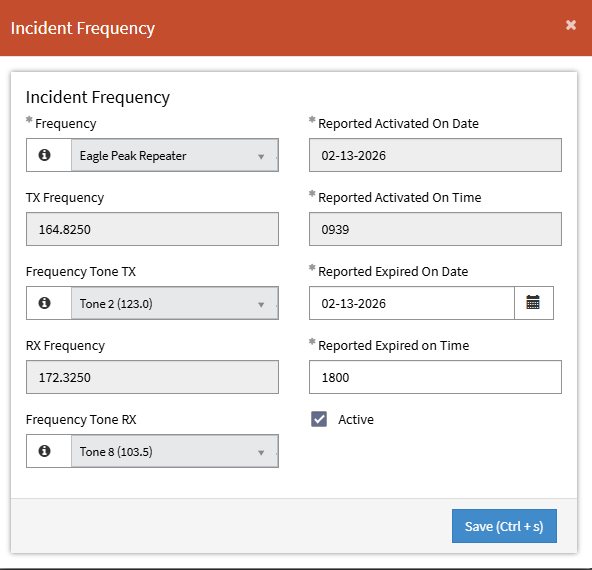 Incident Frequency
×
Incident Frequency
* Frequency
Eagle Peak Repeater
TX Frequency
164.8250
Frequency Tone TX
Tone 2 (123.0)
RX Frequency
172.3250
Frequency Tone RX
Tone 8 (103.5)
* Reported Activated On Date
02-13-2026
* Reported Activated On Time
0939
* Reported Expired On Date
02-13-2026
* Reported Expired on Time
1800
Active
Save (Ctrl + s)